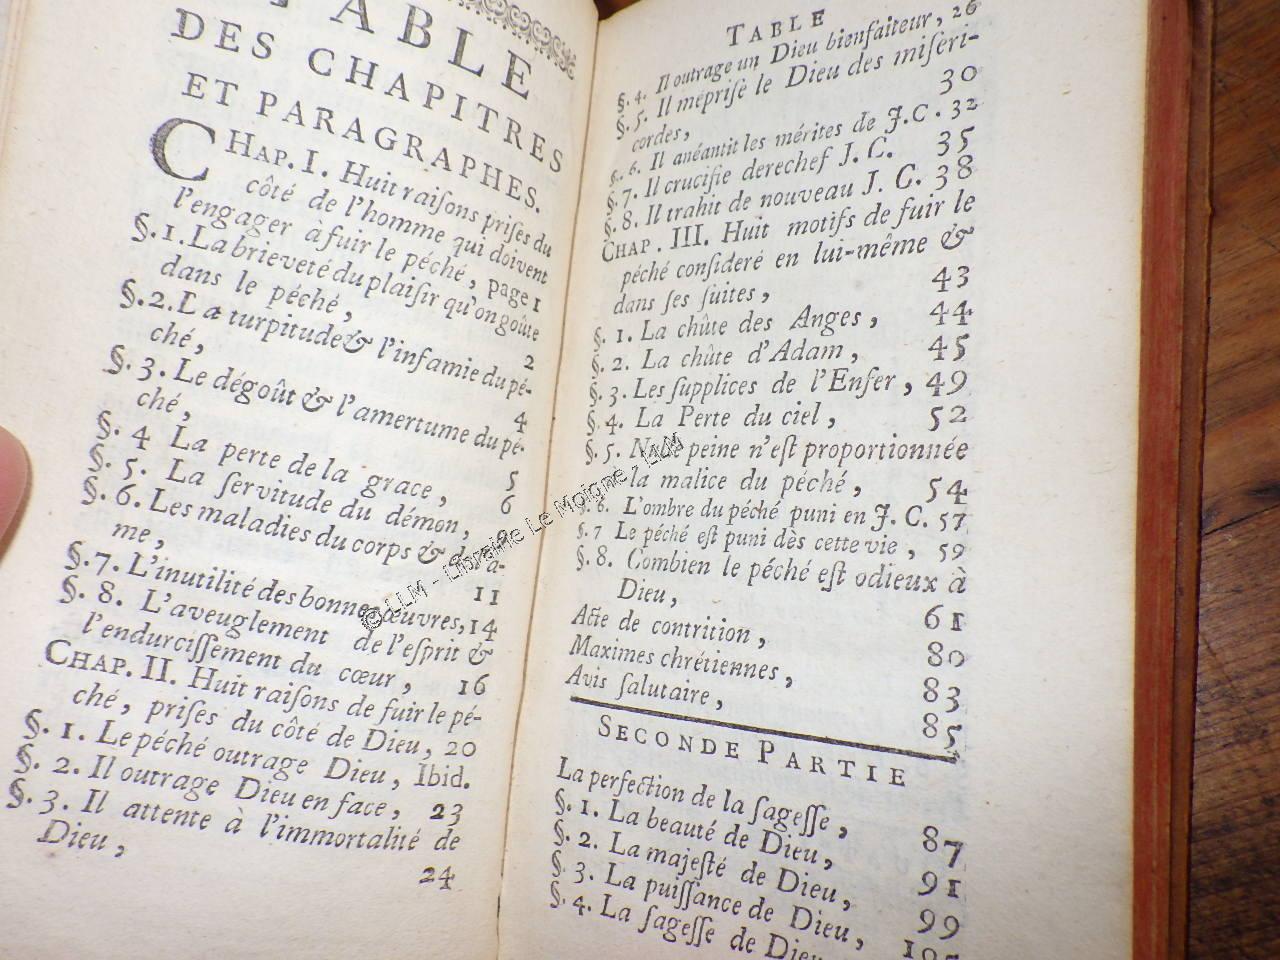 TABLE
DES CHAPITRES
ET PARAGRAPHES.
CHAP. I. Huit raiſons priſes du
côté de l'homme qui doivent
l'engager à fuir le péché, page 1
§. 1. La brieveté du plaiſir qu'on goûte
dans le péché, 2
§. 2. La turpitude & l'infamie du pé-
ché, 4
§. 3. Le dégoût & l'amertume du pé-
ché, 5
§. 4 La perte de la grace, 6
§. 5. La ſervitude du démon,
§. 6. Les maladies du corps & d'l'a-
me, 11
§. 7. L'inutilité des bonnes œuvres, 14
§. 8. L'aveuglement de l'eſprit &
l'endurciſſement du cœur, 16
CHAP. II. Huit raiſons de fuir le pé-
ché, priſes du côté de Dieu, 20
§. 1. Le péché outrage Dieu, Ibid.
§. 2. Il outrage Dieu en face, 23
§. 3. Il attente à l'immortalité de
Dieu, 24
TABLE
§. 4. Il outrage un Dieu bienfaiteur, 26
§. 5. Il mépriſe le Dieu des miſeri-
cordes, 30
§. 6. Il anéantit les mérites de J. C. 32
§. 7. Il crucifie derechef J. C. 35
§. 8. Il trahit de nouveau J. C. 38
CHAP. III. Huit motifs de fuir le
péché conſideré en lui-même &
dans ſes ſuites, 43
§. 1. La chûte des Anges, 44
§. 2. La chûte d'Adam, 45
§. 3. Les ſupplices de l'Enfer, 49
§. 4. La Perte du ciel, 52
§. 5. Nulle peine n'eſt proportionnée
la malice du péché, 54
§. 6. L'ombre du péché puni en J. C. 57
§. 7 Le péché eſt puni dès cette vie, 59
§. 8. Combien le péché eſt odieux à
Dieu, 61
Acte de contrition, 80
Maximes chrétiennes, 83
Avis ſalutaire, 85
SECONDE PARTIE
La perfection de la ſageſſe, 87
§. 1. La beauté de Dieu, 91
§. 2. La majeſté de Dieu, 99
§. 3. La puiſſance de Dieu,
§. 4. La ſageſſe de Dieu
© LLM - Librairie Le Moigne - LLM